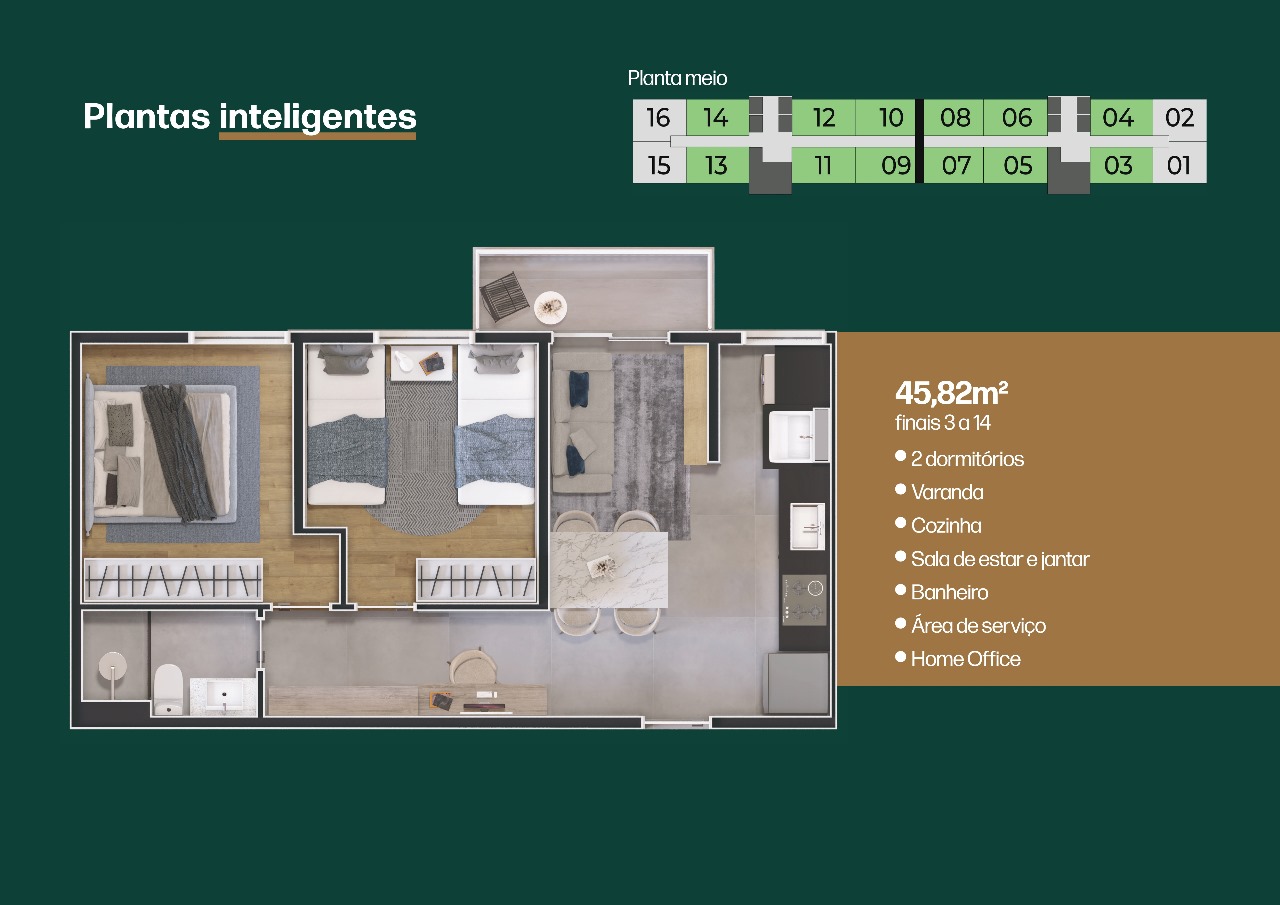 Plantas inteligentes
Planta meio
16 14 12 10 08 06 04 02
15 13 11 09 07 05 03 01
45,82m²
finais 3 a 14
● 2 dormitórios
● Varanda
● Cozinha
● Sala de estar e jantar
● Banheiro
● Área de serviço
● Home Office